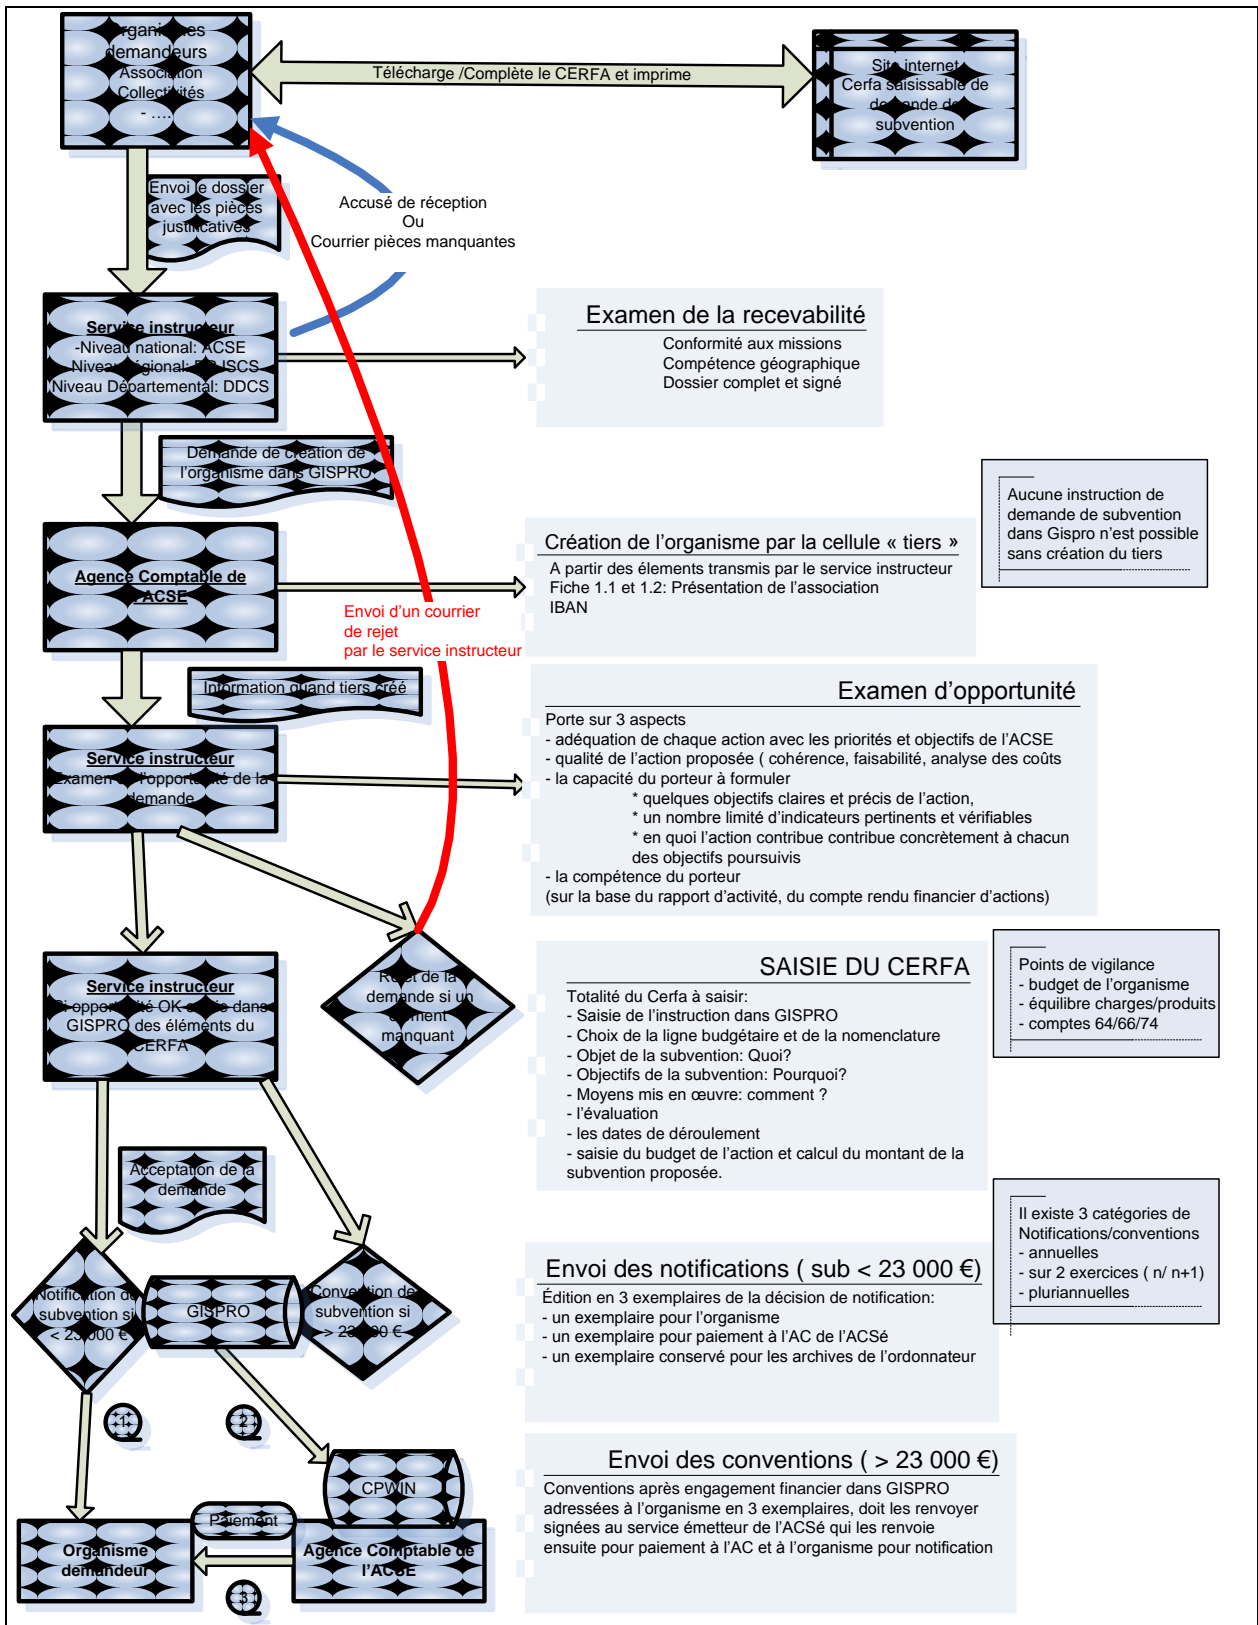 Organismes
demandeurs
Association
Collectivités
- ....
Télécharge /Complète le CERFA et imprime
Site internet
Cerfa saisissable de
demande de
subvention
Envoi le dossier
avec les pièces
justificatives
Accusé de réception
Ou
Courrier pièces manquantes
Service instructeur
-Niveau national: ACSE
Niveau régional: DRJSCS
Niveau Départemental: DDCS
Examen de la recevabilité
Conformité aux missions
Compétence géographique
Dossier complet et signé
Demande de création de
l'organisme dans GISPRO
Aucune instruction de
demande de subvention
dans Gispro n'est possible
sans création du tiers
Agence Comptable de
l'ACSE
Création de l'organisme par la cellule « tiers »
A partir des élements transmis par le service instructeur
Fiche 1.1 et 1.2: Présentation de l'association
IBAN
Envoi d'un courrier
de rejet
par le service instructeur
Information quand tiers créé
Service instructeur
Examen de l'opportunité de la
demande
Examen d'opportunité
Porte sur 3 aspects
- adéquation de chaque action avec les priorités et objectifs de l'ACSE
- qualité de l'action proposée ( cohérence, faisabilité, analyse des coûts
- la capacité du porteur à formuler
* quelques objectifs claires et précis de l'action,
* un nombre limité d'indicateurs pertinents et vérifiables
* en quoi l'action contribue contribue concrètement à chacun
des objectifs poursuivis
- la compétence du porteur
(sur la base du rapport d'activité, du compte rendu financier d'actions)
Service instructeur
Si opportunité OK saisie dans
GISPRO des éléments du
CERFA
Rejet de la
demande si un
élément
manquant
SAISIE DU CERFA
Totalité du Cerfa à saisir:
- Saisie de l'instruction dans GISPRO
- Choix de la ligne budgétaire et de la nomenclature
- Objet de la subvention: Quoi?
- Objectifs de la subvention: Pourquoi?
- Moyens mis en œuvre: comment ?
- l'évaluation
- les dates de déroulement
- saisie du budget de l'action et calcul du montant de la
subvention proposée.
Points de vigilance
- budget de l'organisme
- équilibre charges/produits
- comptes 64/66/74
Acceptation de la
demande
Il existe 3 catégories de
Notifications/conventions
- annuelles
- sur 2 exercices ( n/ n+1)
- pluriannuelles
Notification de
subvention si
< 23 000 €
GISPRO
Convention de
subvention si
> 23 000 €
Envoi des notifications ( sub < 23 000 €)
Édition en 3 exemplaires de la décision de notification:
- un exemplaire pour l'organisme
- un exemplaire pour paiement à l'AC de l'ACSé
- un exemplaire conservé pour les archives de l'ordonnateur
1
2
CPWIN
Paiement
Organisme
demandeur
Agence Comptable de
l'ACSE
3
Envoi des conventions ( > 23 000 €)
Conventions après engagement financier dans GISPRO
adressées à l'organisme en 3 exemplaires, doit les renvoyer
signées au service émetteur de l'ACSé qui les renvoie
ensuite pour paiement à l'AC et à l'organisme pour notification